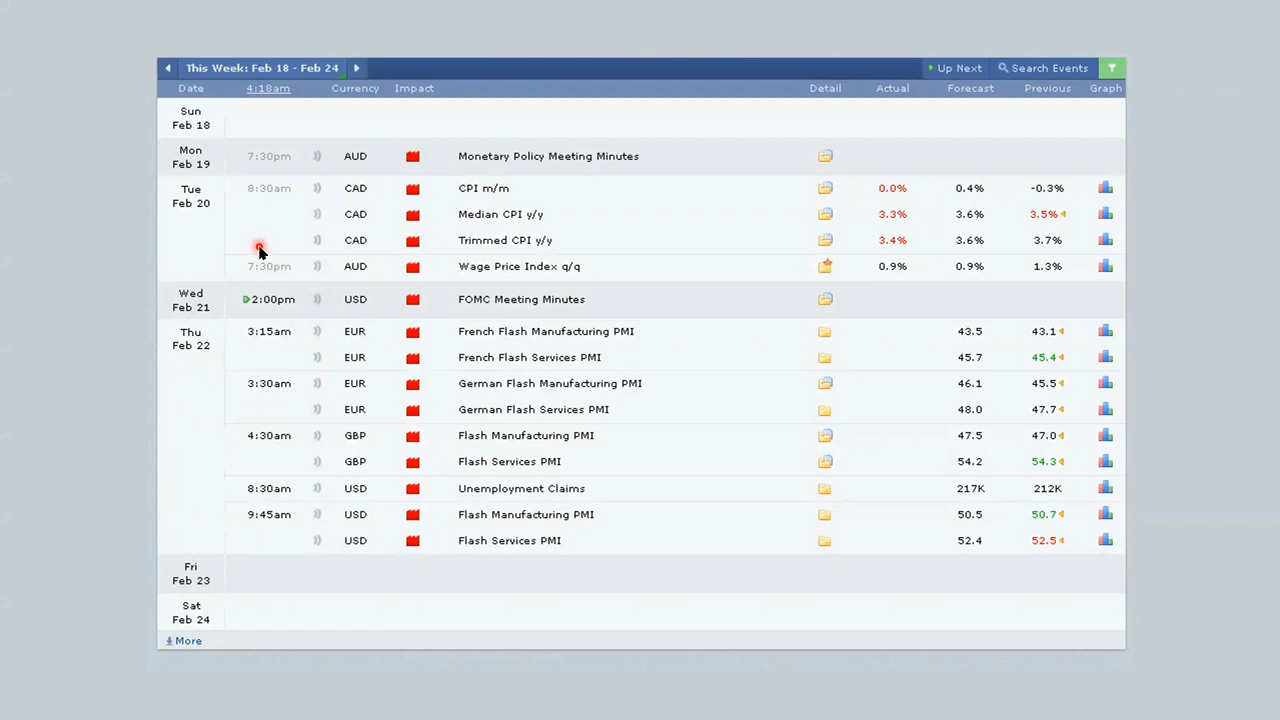 This Week: Feb 18 - Feb 24 Up Next Search Events
Date 4:18am Currency Impact Detail Actual Forecast Previous Graph
Sun
Feb 18
Mon
Feb 19
7:30pm AUD Monetary Policy Meeting Minutes
Tue
Feb 20
8:30am CAD CPI m/m 0.0% 0.4% -0.3%
CAD Median CPI y/y 3.3% 3.6% 3.5%
CAD Trimmed CPI y/y 3.4% 3.6% 3.7%
7:30pm AUD Wage Price Index q/q 0.9% 0.9% 1.3%
Wed
Feb 21
2:00pm USD FOMC Meeting Minutes
Thu
Feb 22
3:15am EUR French Flash Manufacturing PMI 43.5 43.1
EUR French Flash Services PMI 45.7 45.4
3:30am EUR German Flash Manufacturing PMI 46.1 45.5
EUR German Flash Services PMI 48.0 47.7
4:30am GBP Flash Manufacturing PMI 47.5 47.0
GBP Flash Services PMI 54.2 54.3
8:30am USD Unemployment Claims 217K 212K
9:45am USD Flash Manufacturing PMI 50.5 50.7
USD Flash Services PMI 52.4 52.5
Fri
Feb 23
Sat
Feb 24
More